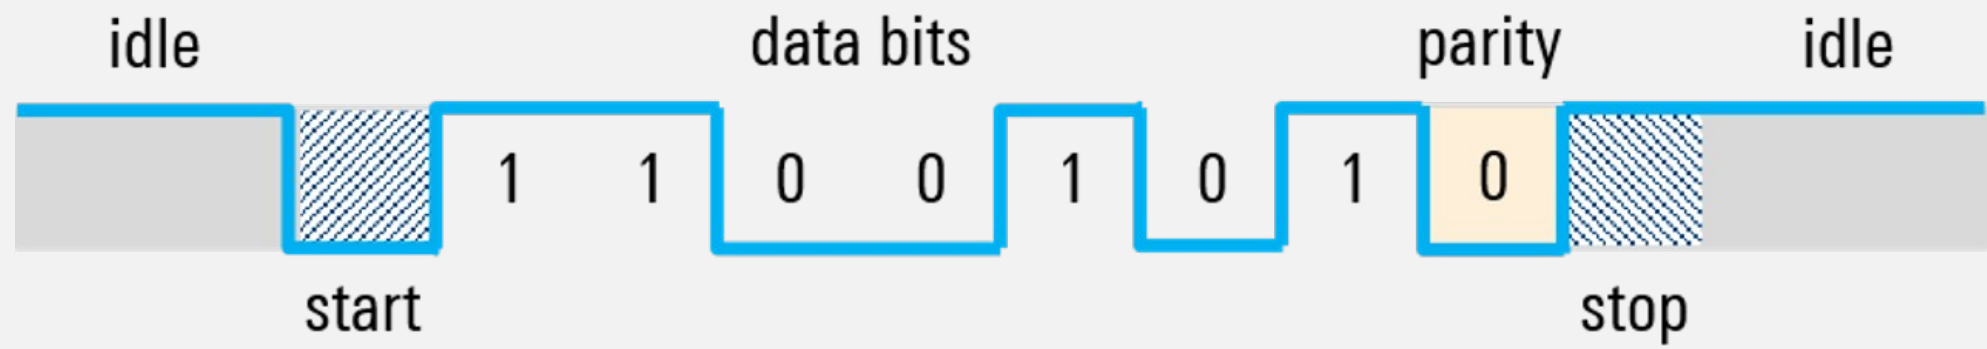 idle data bits parity idle
1 1 0 0 1 0 1 0
start stop